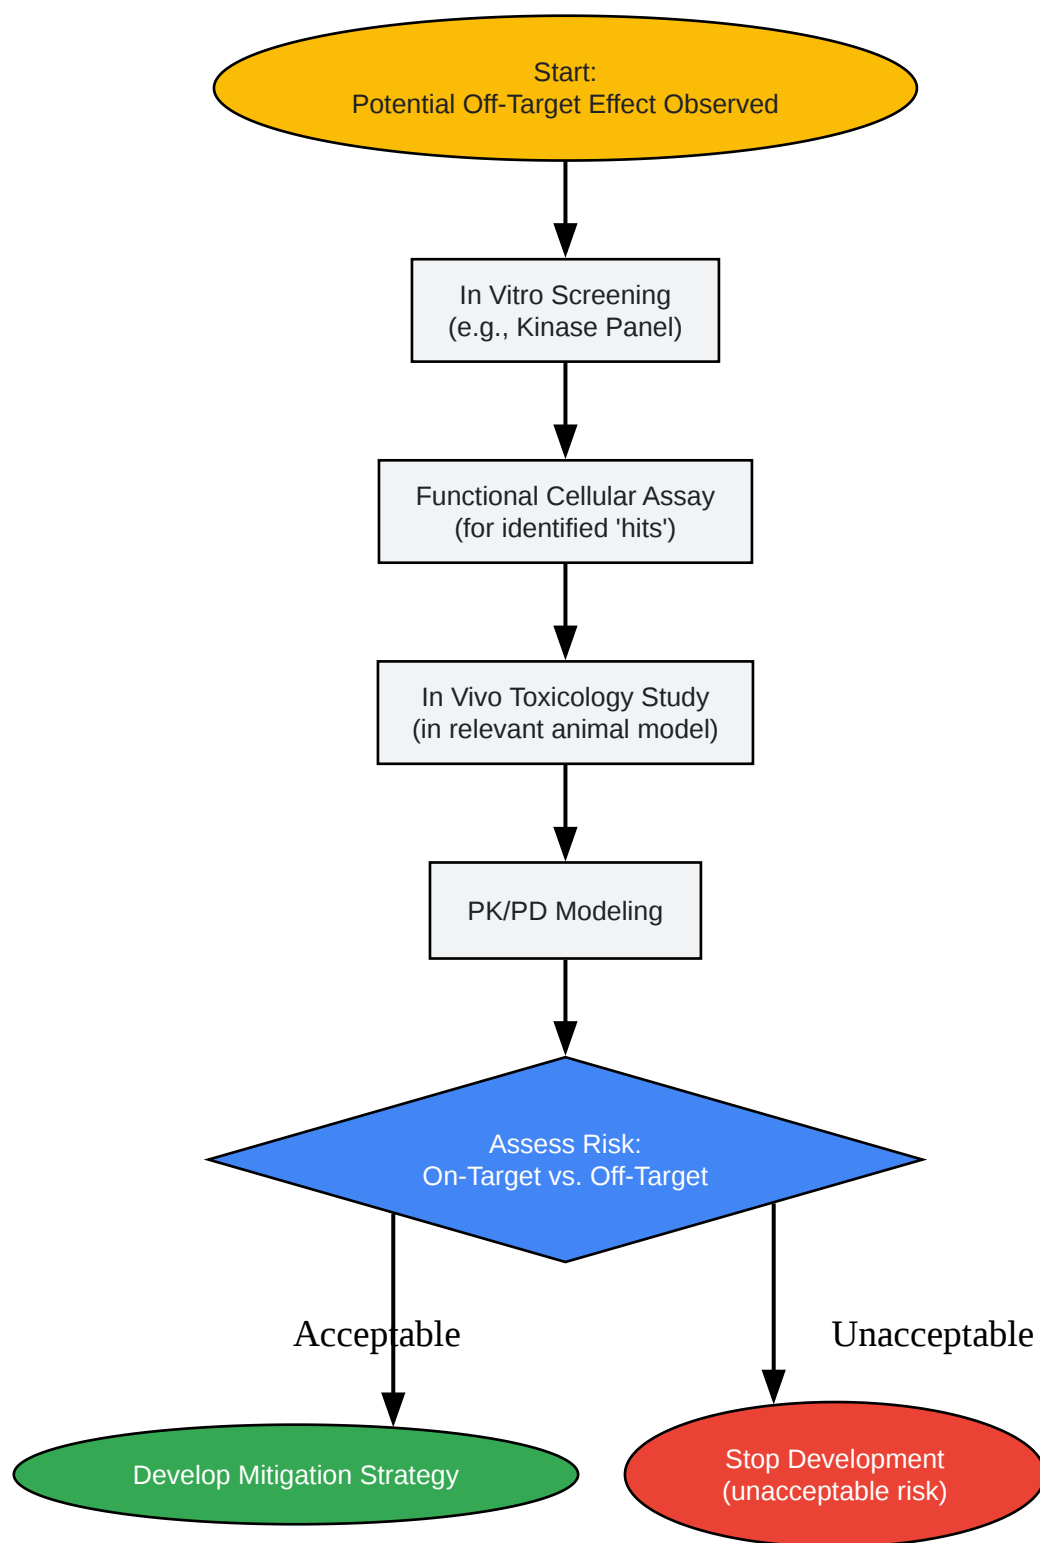 Start:
Potential Off-Target Effect Observed
In Vitro Screening
(e.g., Kinase Panel)
Functional Cellular Assay
(for identified 'hits')
In Vivo Toxicology Study
(in relevant animal model)
PK/PD Modeling
Assess Risk:
On-Target vs. Off-Target
Acceptable
Unacceptable
Develop Mitigation Strategy
Stop Development
(unacceptable risk)